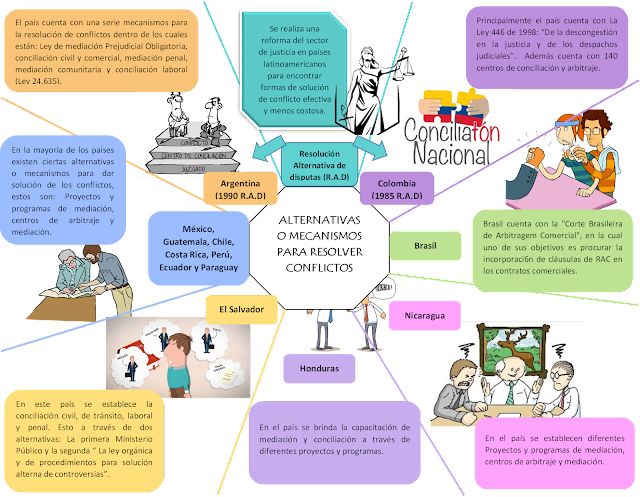 El país cuenta con una serie mecanismos para
la resolución de conflictos dentro de los cuales
están: Ley de mediación Prejudicial Obligatoria,
conciliación civil y comercial, mediación penal,
mediación comunitaria y conciliación laboral
(Ley 24.635).
Se realiza una
reforma del sector
de justicia en países
latinoamericanos
para encontrar
formas de solución
de conflicto efectiva
y menos costosa.
Principalmente el país cuenta con La
Ley 446 de 1998: “De la descongestión
en la justicia y de los despachos
judiciales”. Además cuenta con 140
centros de conciliación y arbitraje.
CONFLICTO
CENTRO DE CONCILIACION
JUZGADO
Conciliatón
Nacional
En la mayoría de los países
existen ciertas alternativas
o mecanismos para dar
solución de los conflictos,
estos son: Proyectos y
programas de mediación,
centros de arbitraje y
mediación.
Resolución
Alternativa de
disputas (R.A.D)
Argentina
(1990 R.A.D)
Colombia
(1985 R.A.D)
México,
Guatemala, Chile,
Costa Rica, Perú,
Ecuador y Paraguay
ALTERNATIVAS
O MECANISMOS
PARA RESOLVER
CONFLICTOS
Brasil
Brasil cuenta con la "Corte Brasileira
de Arbitragem Comercial", en la cual
uno de sus objetivos es procurar la
incorporación de cláusulas de RAC en
los contratos comerciales.
El Salvador
Nicaragua
Honduras
En este país se establece la
conciliación civil, de tránsito, laboral
y penal. Esto a través de dos
alternativas: La primera Ministerio
Público y la segunda “ La ley orgánica
y de procedimientos para solución
alterna de controversias”.
En el país se brinda la capacitación de
mediación y conciliación a través de
diferentes proyectos y programas.
En el país se establecen diferentes
Proyectos y programas de mediación,
centros de arbitraje y mediación.